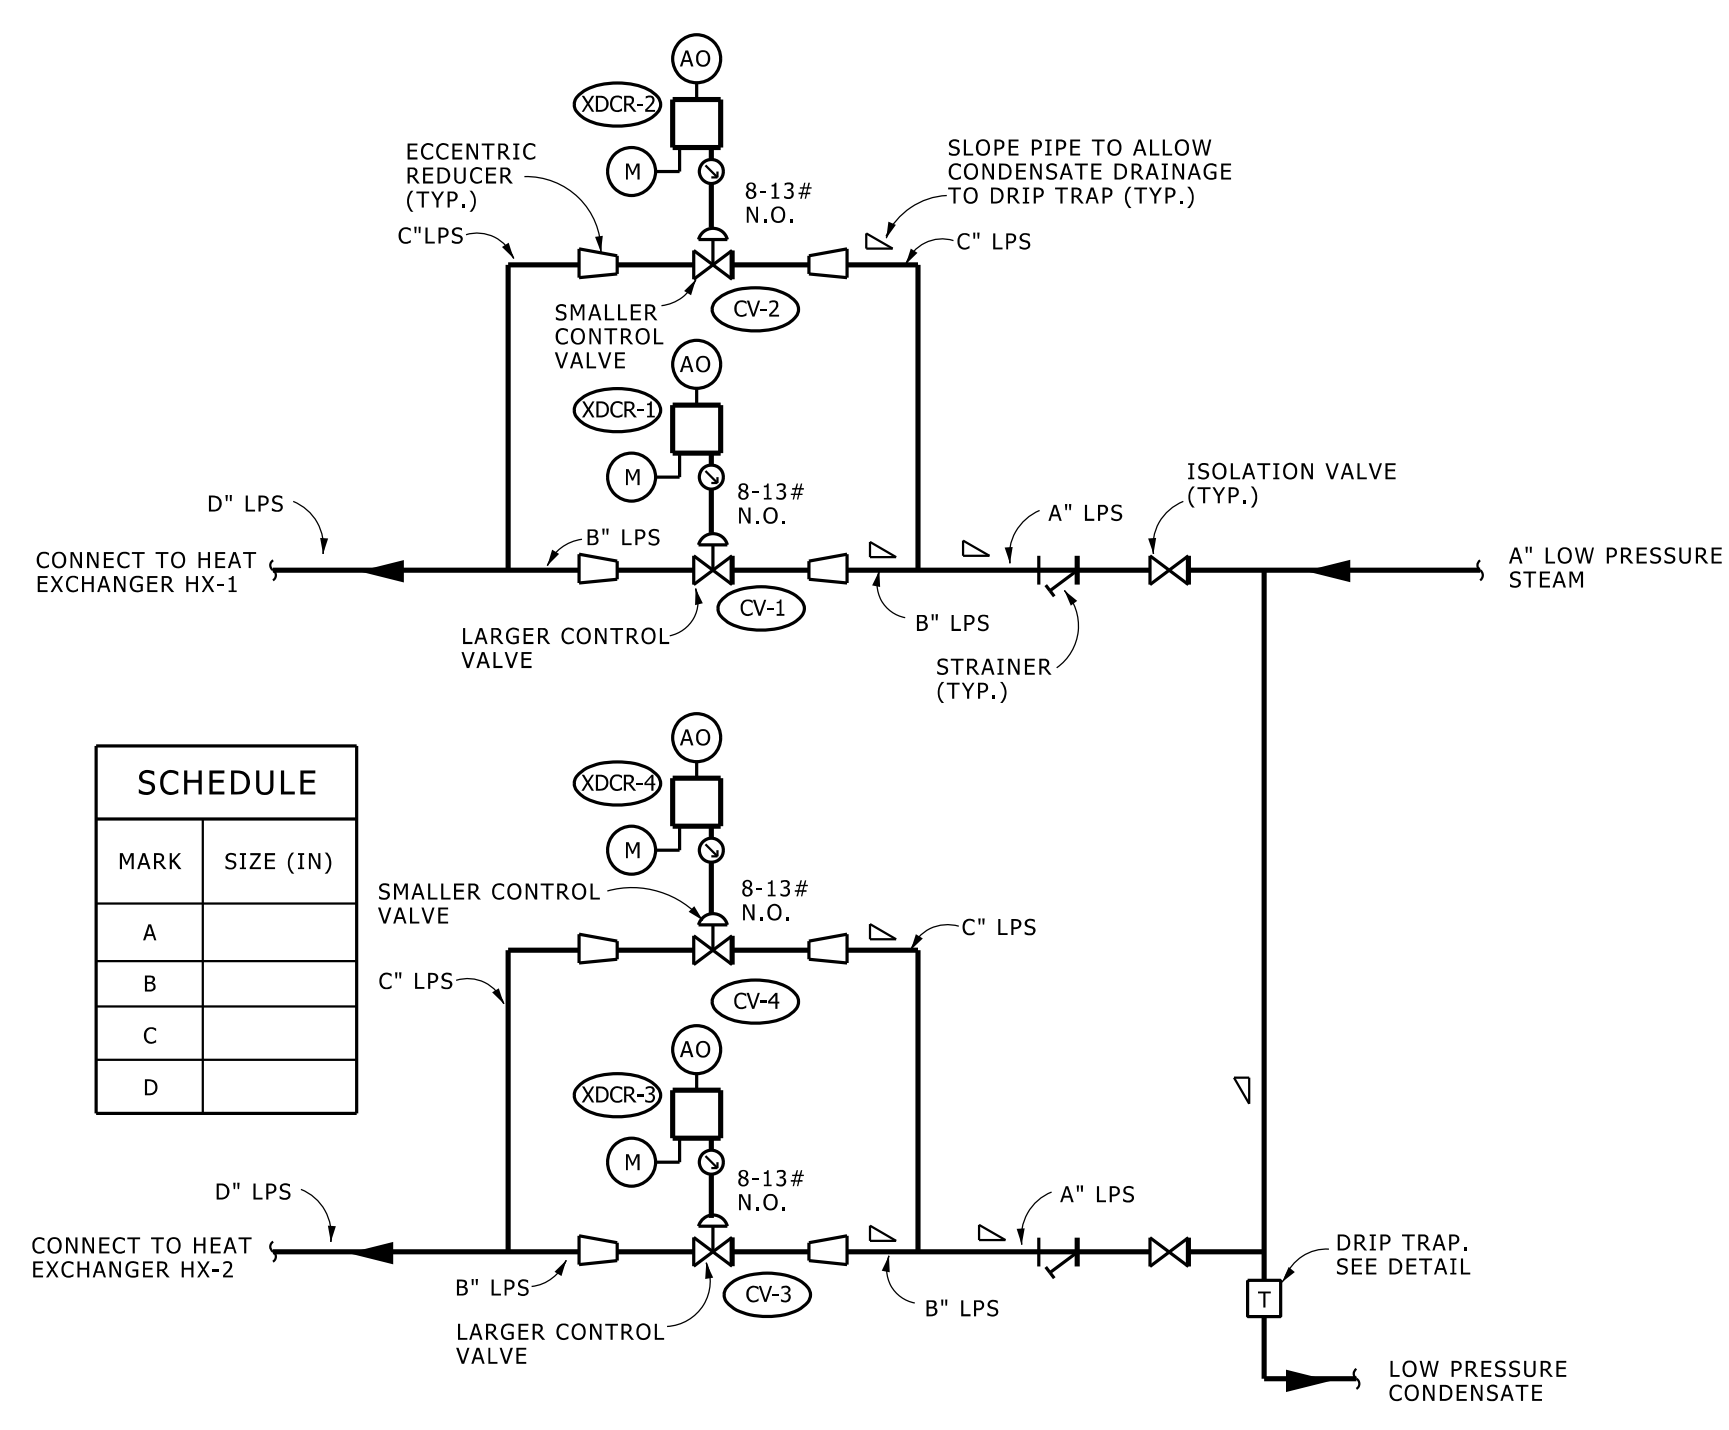 AO
XDCR-2
M
ECCENTRIC
REDUCER
(TYP.)
8-13#
N.O.
SLOPE PIPE TO ALLOW
CONDENSATE DRAINAGE
TO DRIP TRAP (TYP.)
C"LPS
C" LPS
SMALLER
CONTROL
VALVE
CV-2
AO
XDCR-1
M
8-13#
N.O.
ISOLATION VALVE
(TYP.)
D" LPS
B" LPS
A" LPS
CONNECT TO HEAT
EXCHANGER HX-1
A" LOW PRESSURE
STEAM
CV-1
LARGER CONTROL
VALVE
B" LPS
STRAINER
(TYP.)
AO
XDCR-4
M
SCHEDULE
MARK SIZE (IN)
A
B
C
D
SMALLER CONTROL
VALVE
8-13#
N.O.
C" LPS
C" LPS
CV-4
AO
XDCR-3
M
8-13#
N.O.
D" LPS
A" LPS
CONNECT TO HEAT
EXCHANGER HX-2
B" LPS
CV-3
B" LPS
LARGER CONTROL
VALVE
DRIP TRAP.
SEE DETAIL
T
LOW PRESSURE
CONDENSATE